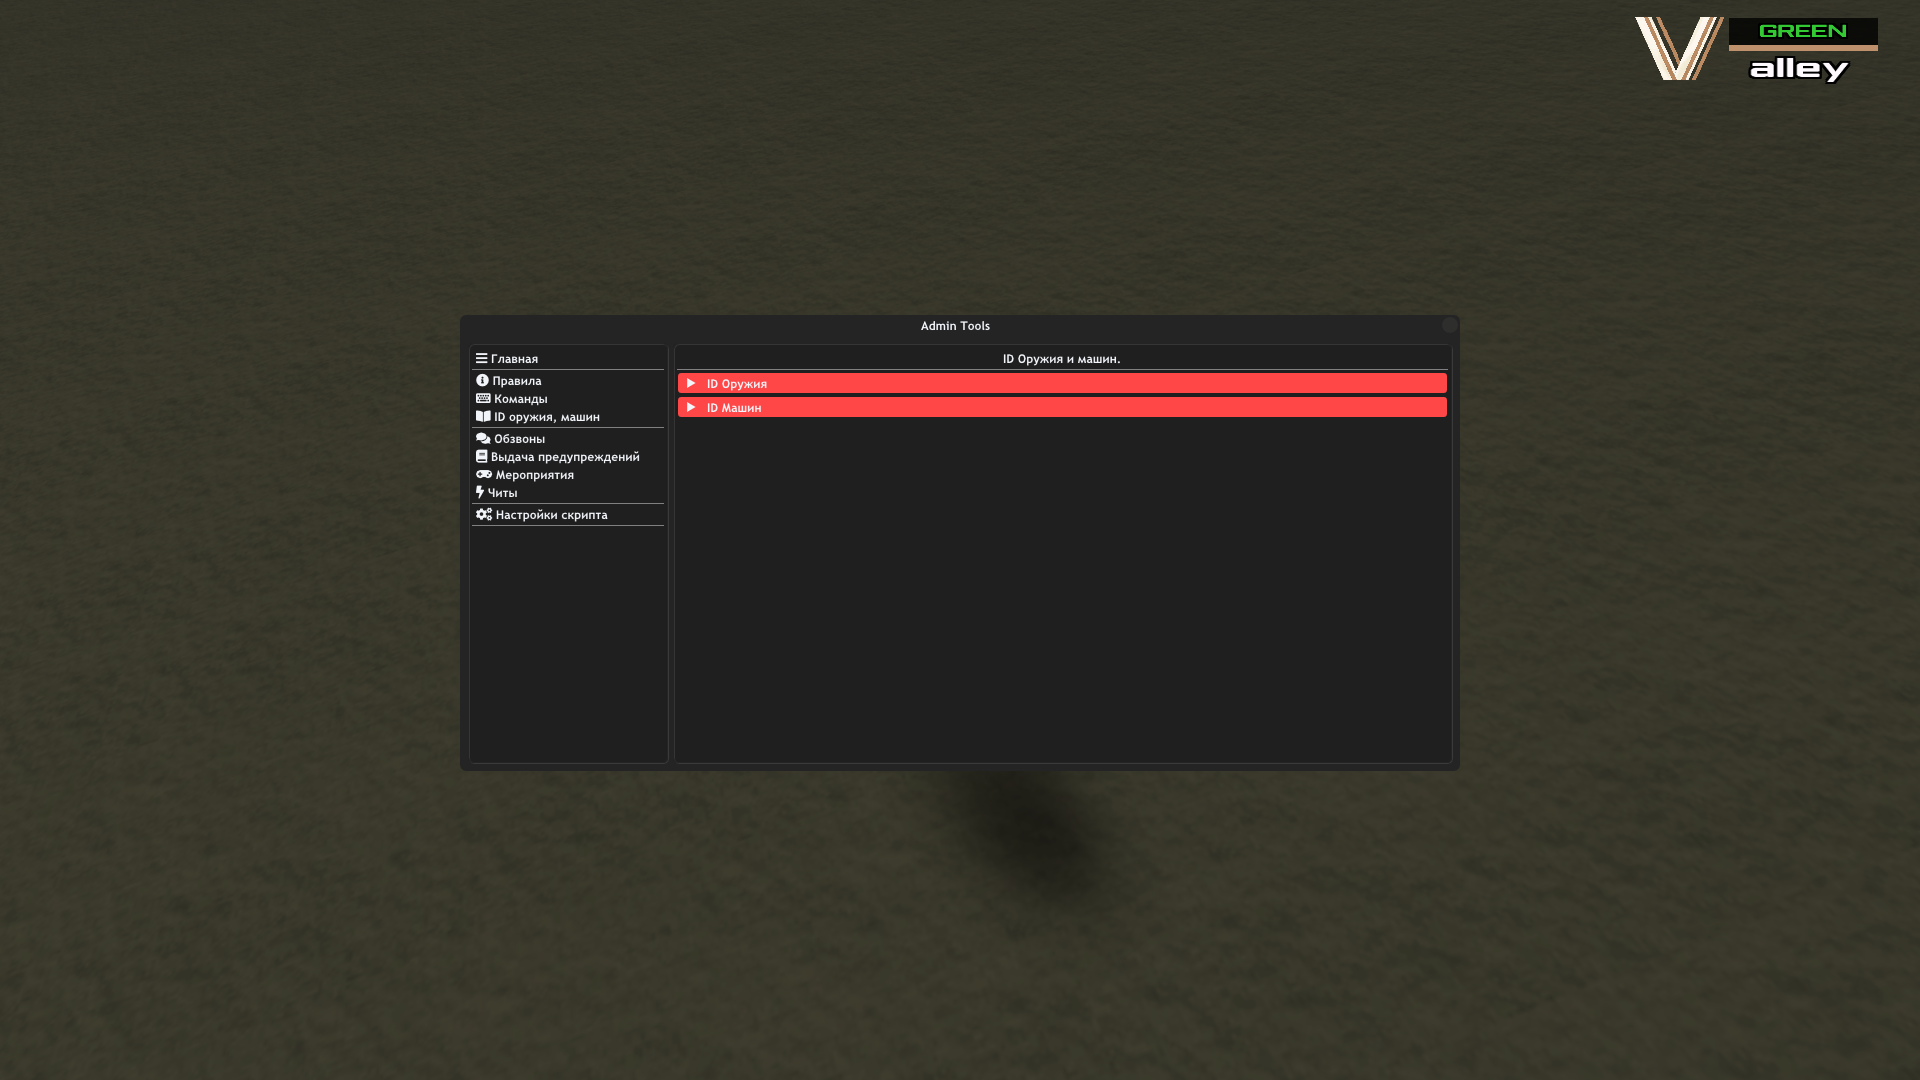 GREEN
alley
Admin Tools
Главная
Правила
Команды
ID оружия, машин
Обзвоны
Выдача предупреждений
Мероприятия
Читы
Настройки скрипта
ID Оружия и машин.
ID Оружия
ID Машин